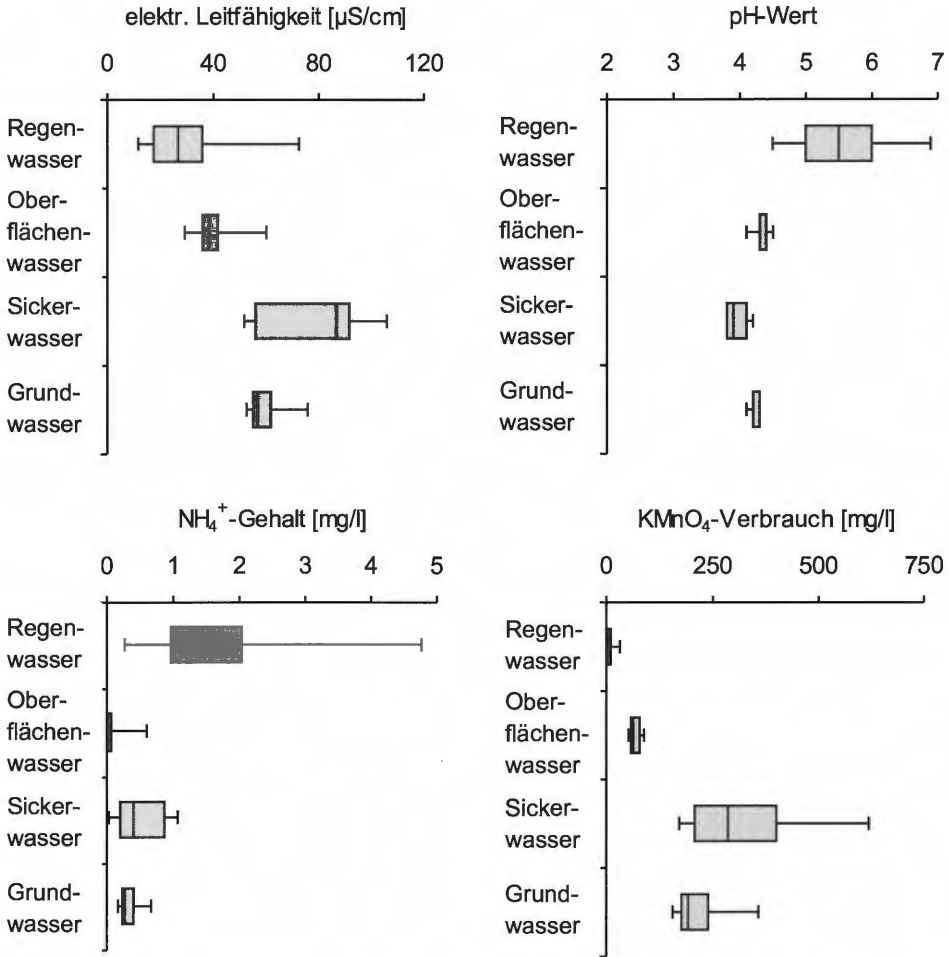 elektr. Leitfähigkeit [µS/cm]
0 40 80 120
Regen-
wasser
Ober-
flächen-
wasser
Sicker-
wasser
Grund-
wasser
pH-Wert
2 3 4 5 6 7
Regen-
wasser
Ober-
flächen-
wasser
Sicker-
wasser
Grund-
wasser
NH₄⁺-Gehalt [mg/l]
0 1 2 3 4 5
Regen-
wasser
Ober-
flächen-
wasser
Sicker-
wasser
Grund-
wasser
KMnO₄-Verbrauch [mg/l]
0 250 500 750
Regen-
wasser
Ober-
flächen-
wasser
Sicker-
wasser
Grund-
wasser